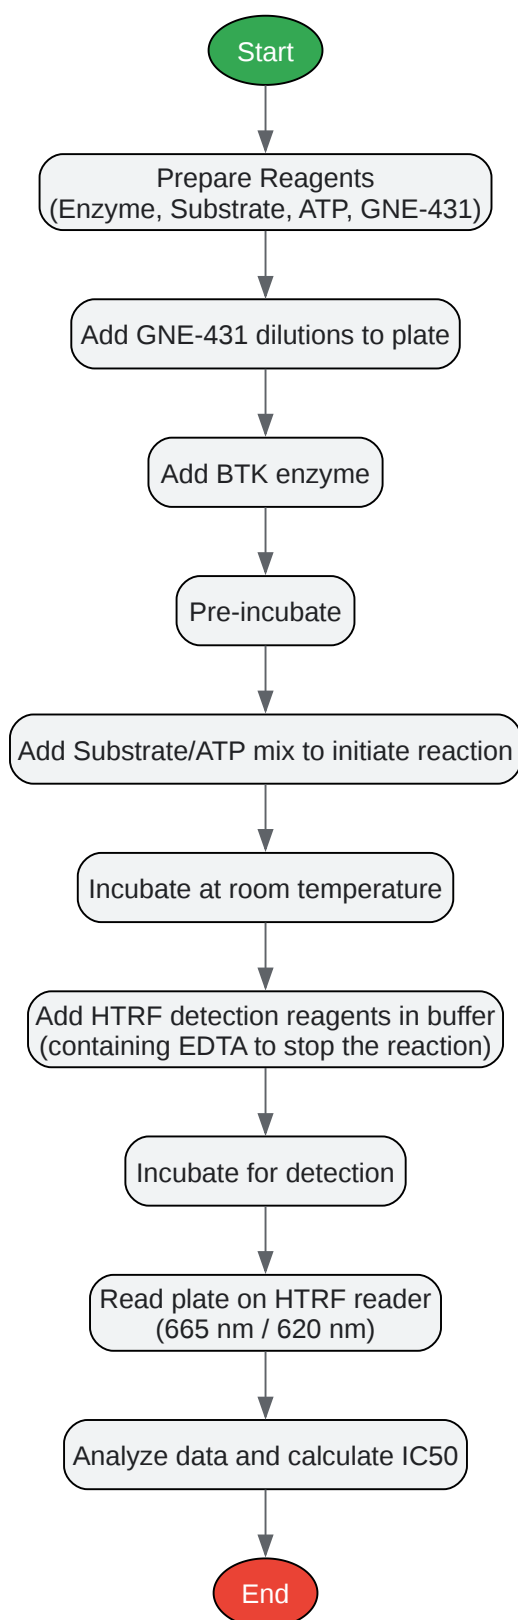 Start
Prepare Reagents
(Enzyme, Substrate, ATP, GNE-431)
Add GNE-431 dilutions to plate
Add BTK enzyme
Pre-incubate
Add Substrate/ATP mix to initiate reaction
Incubate at room temperature
Add HTRF detection reagents in buffer
(containing EDTA to stop the reaction)
Incubate for detection
Read plate on HTRF reader
(665 nm / 620 nm)
Analyze data and calculate IC50
End